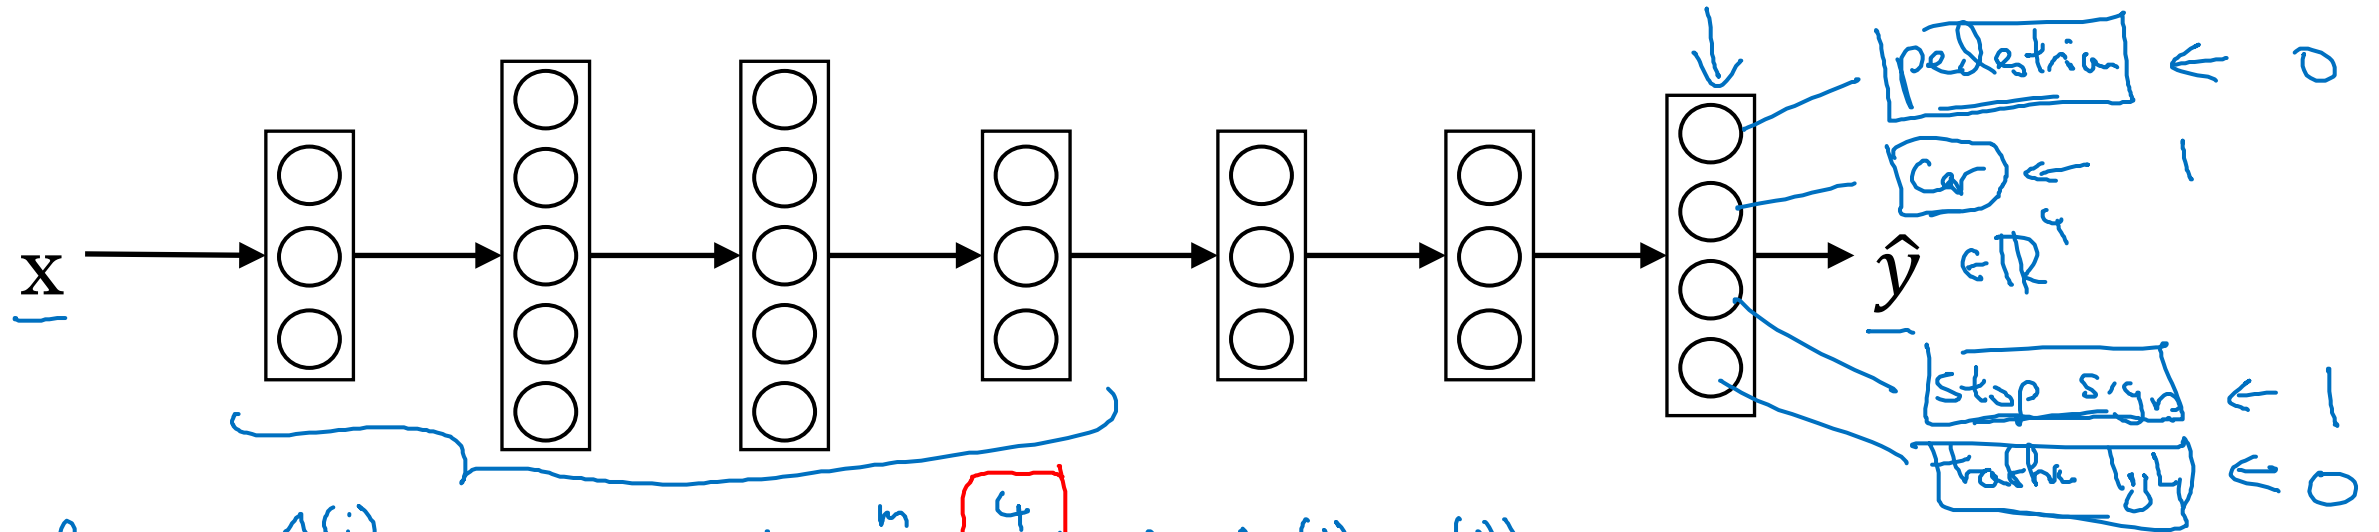 pedestrian ← 0
car ← 1
x
ŷ ∈ ℝ⁴
stop sign ← 1
traffic light ← 0
m 4